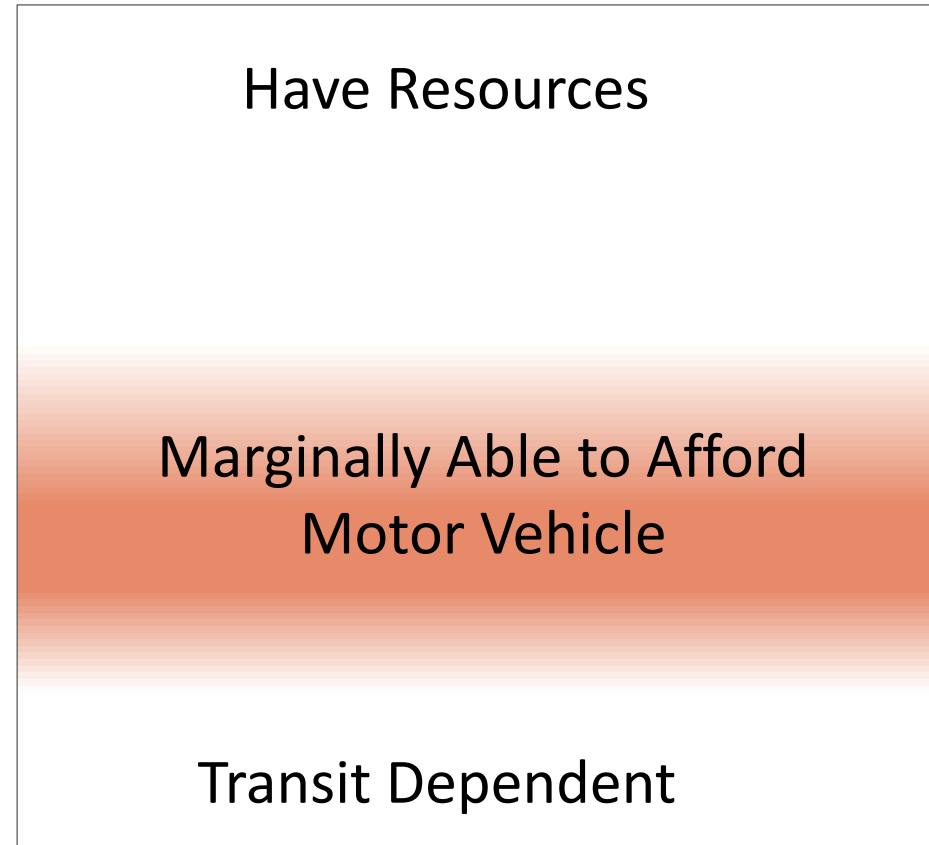 Have Resources
Marginally Able to Afford
Motor Vehicle
Transit Dependent